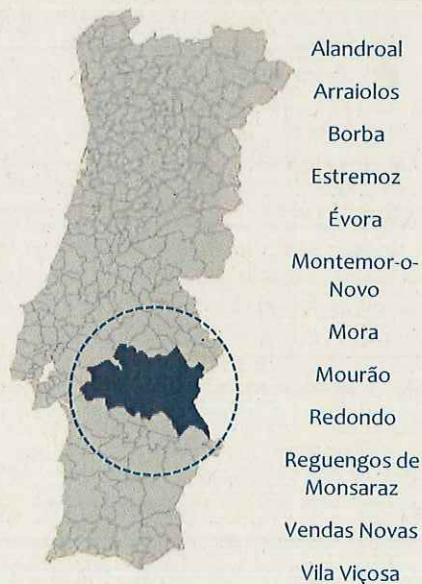 Alandroal
Arraiolos
Borba
Estremoz
Évora
Montemor-o-
Novo
Mora
Mourão
Redondo
Reguengos de
Monsaraz
Vendas Novas
Vila Viçosa